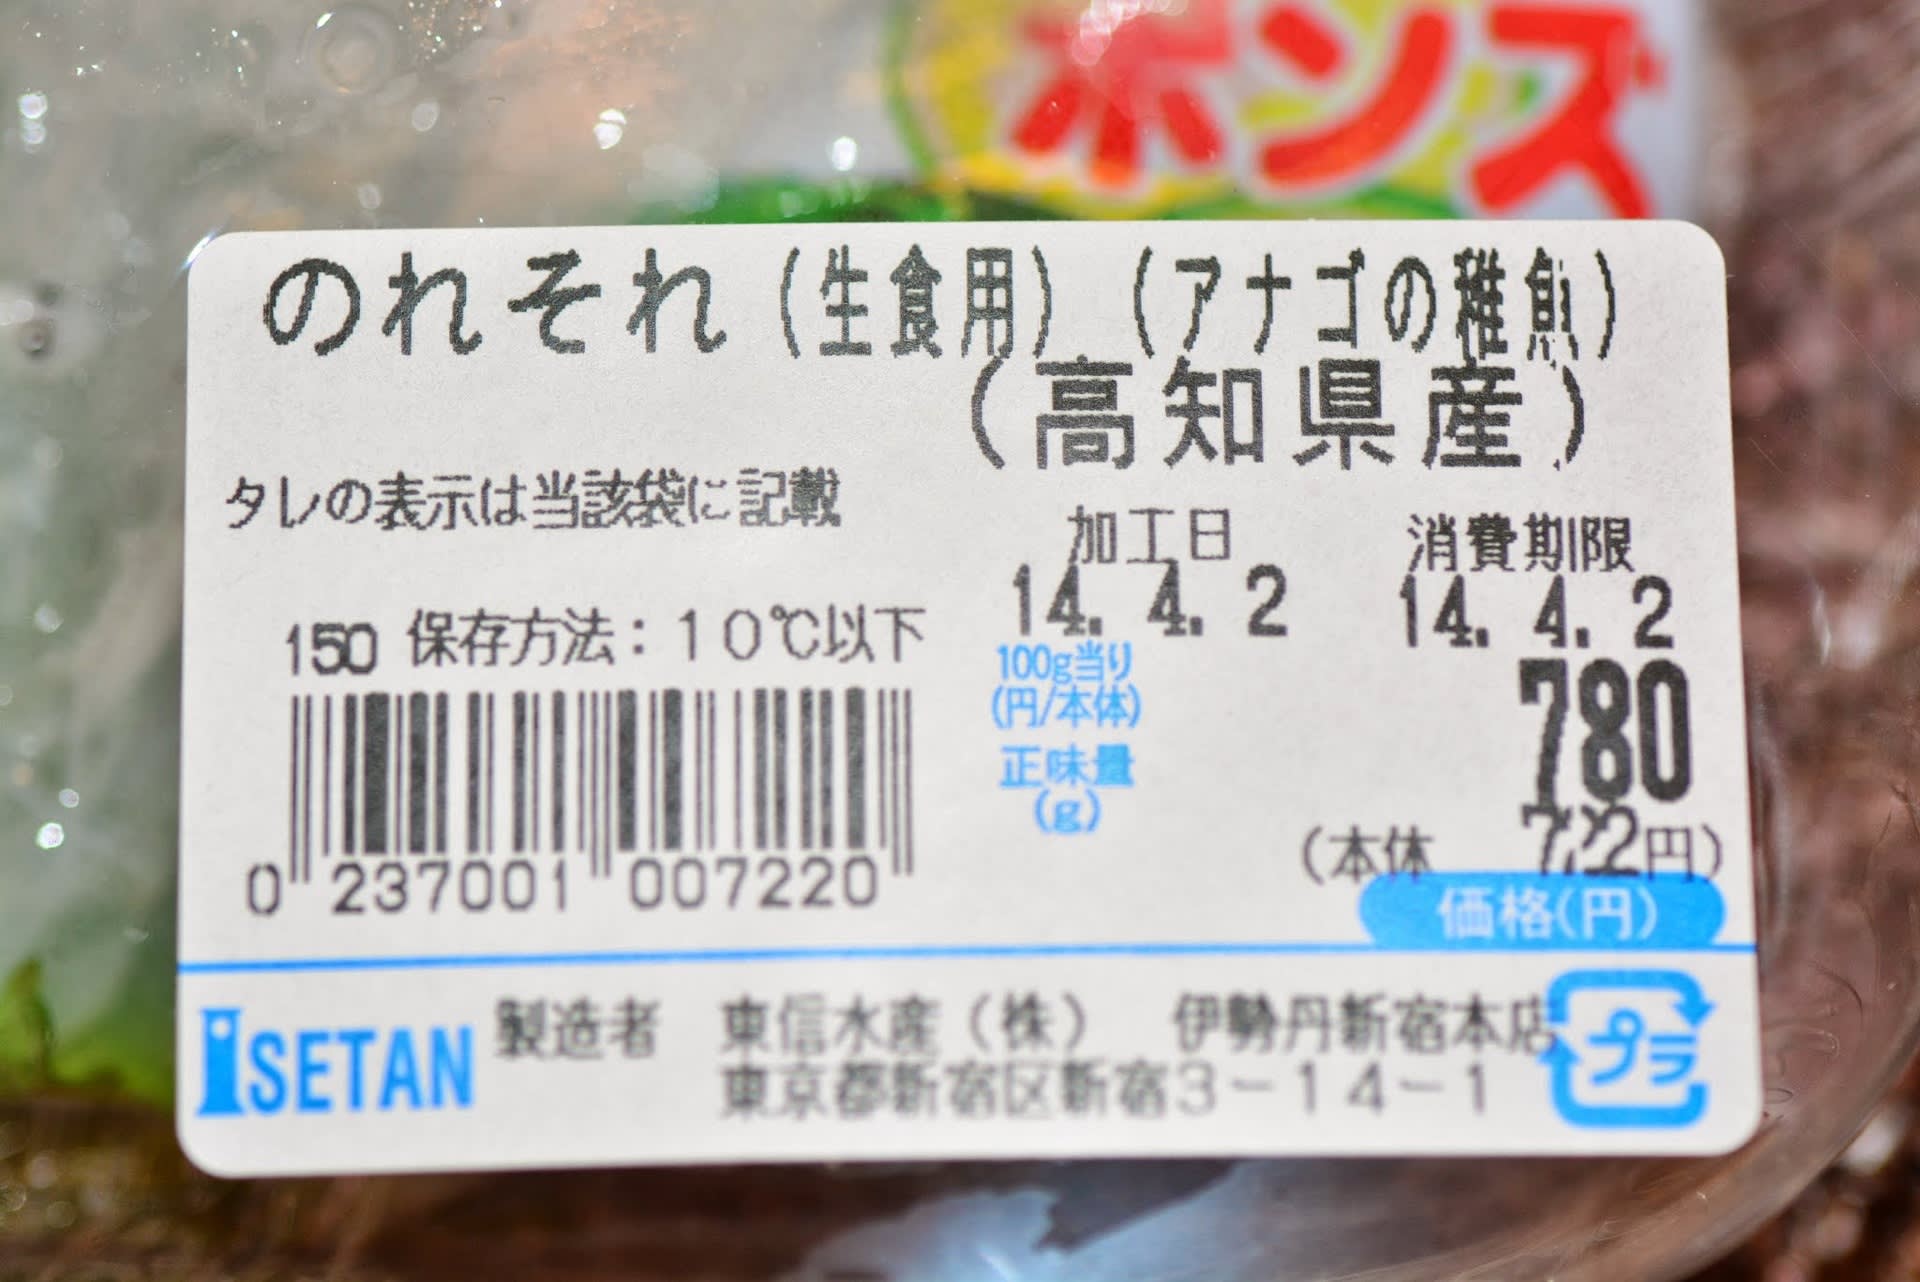 ポンズ
のれそれ(生食用) (アナゴの稚魚)
(高知県産)
タレの表示は当該袋に記載
加工日 消費期限
14. 4. 2 14. 4. 2
150 保存方法：10℃以下
100g当り
(円/本体)
780
正味量
(g)
(本体 722円)
0 237001 007220
価格(円)
ISETAN 製造者 東信水産(株) 伊勢丹新宿本店
東京都新宿区新宿3－14－1
プラ